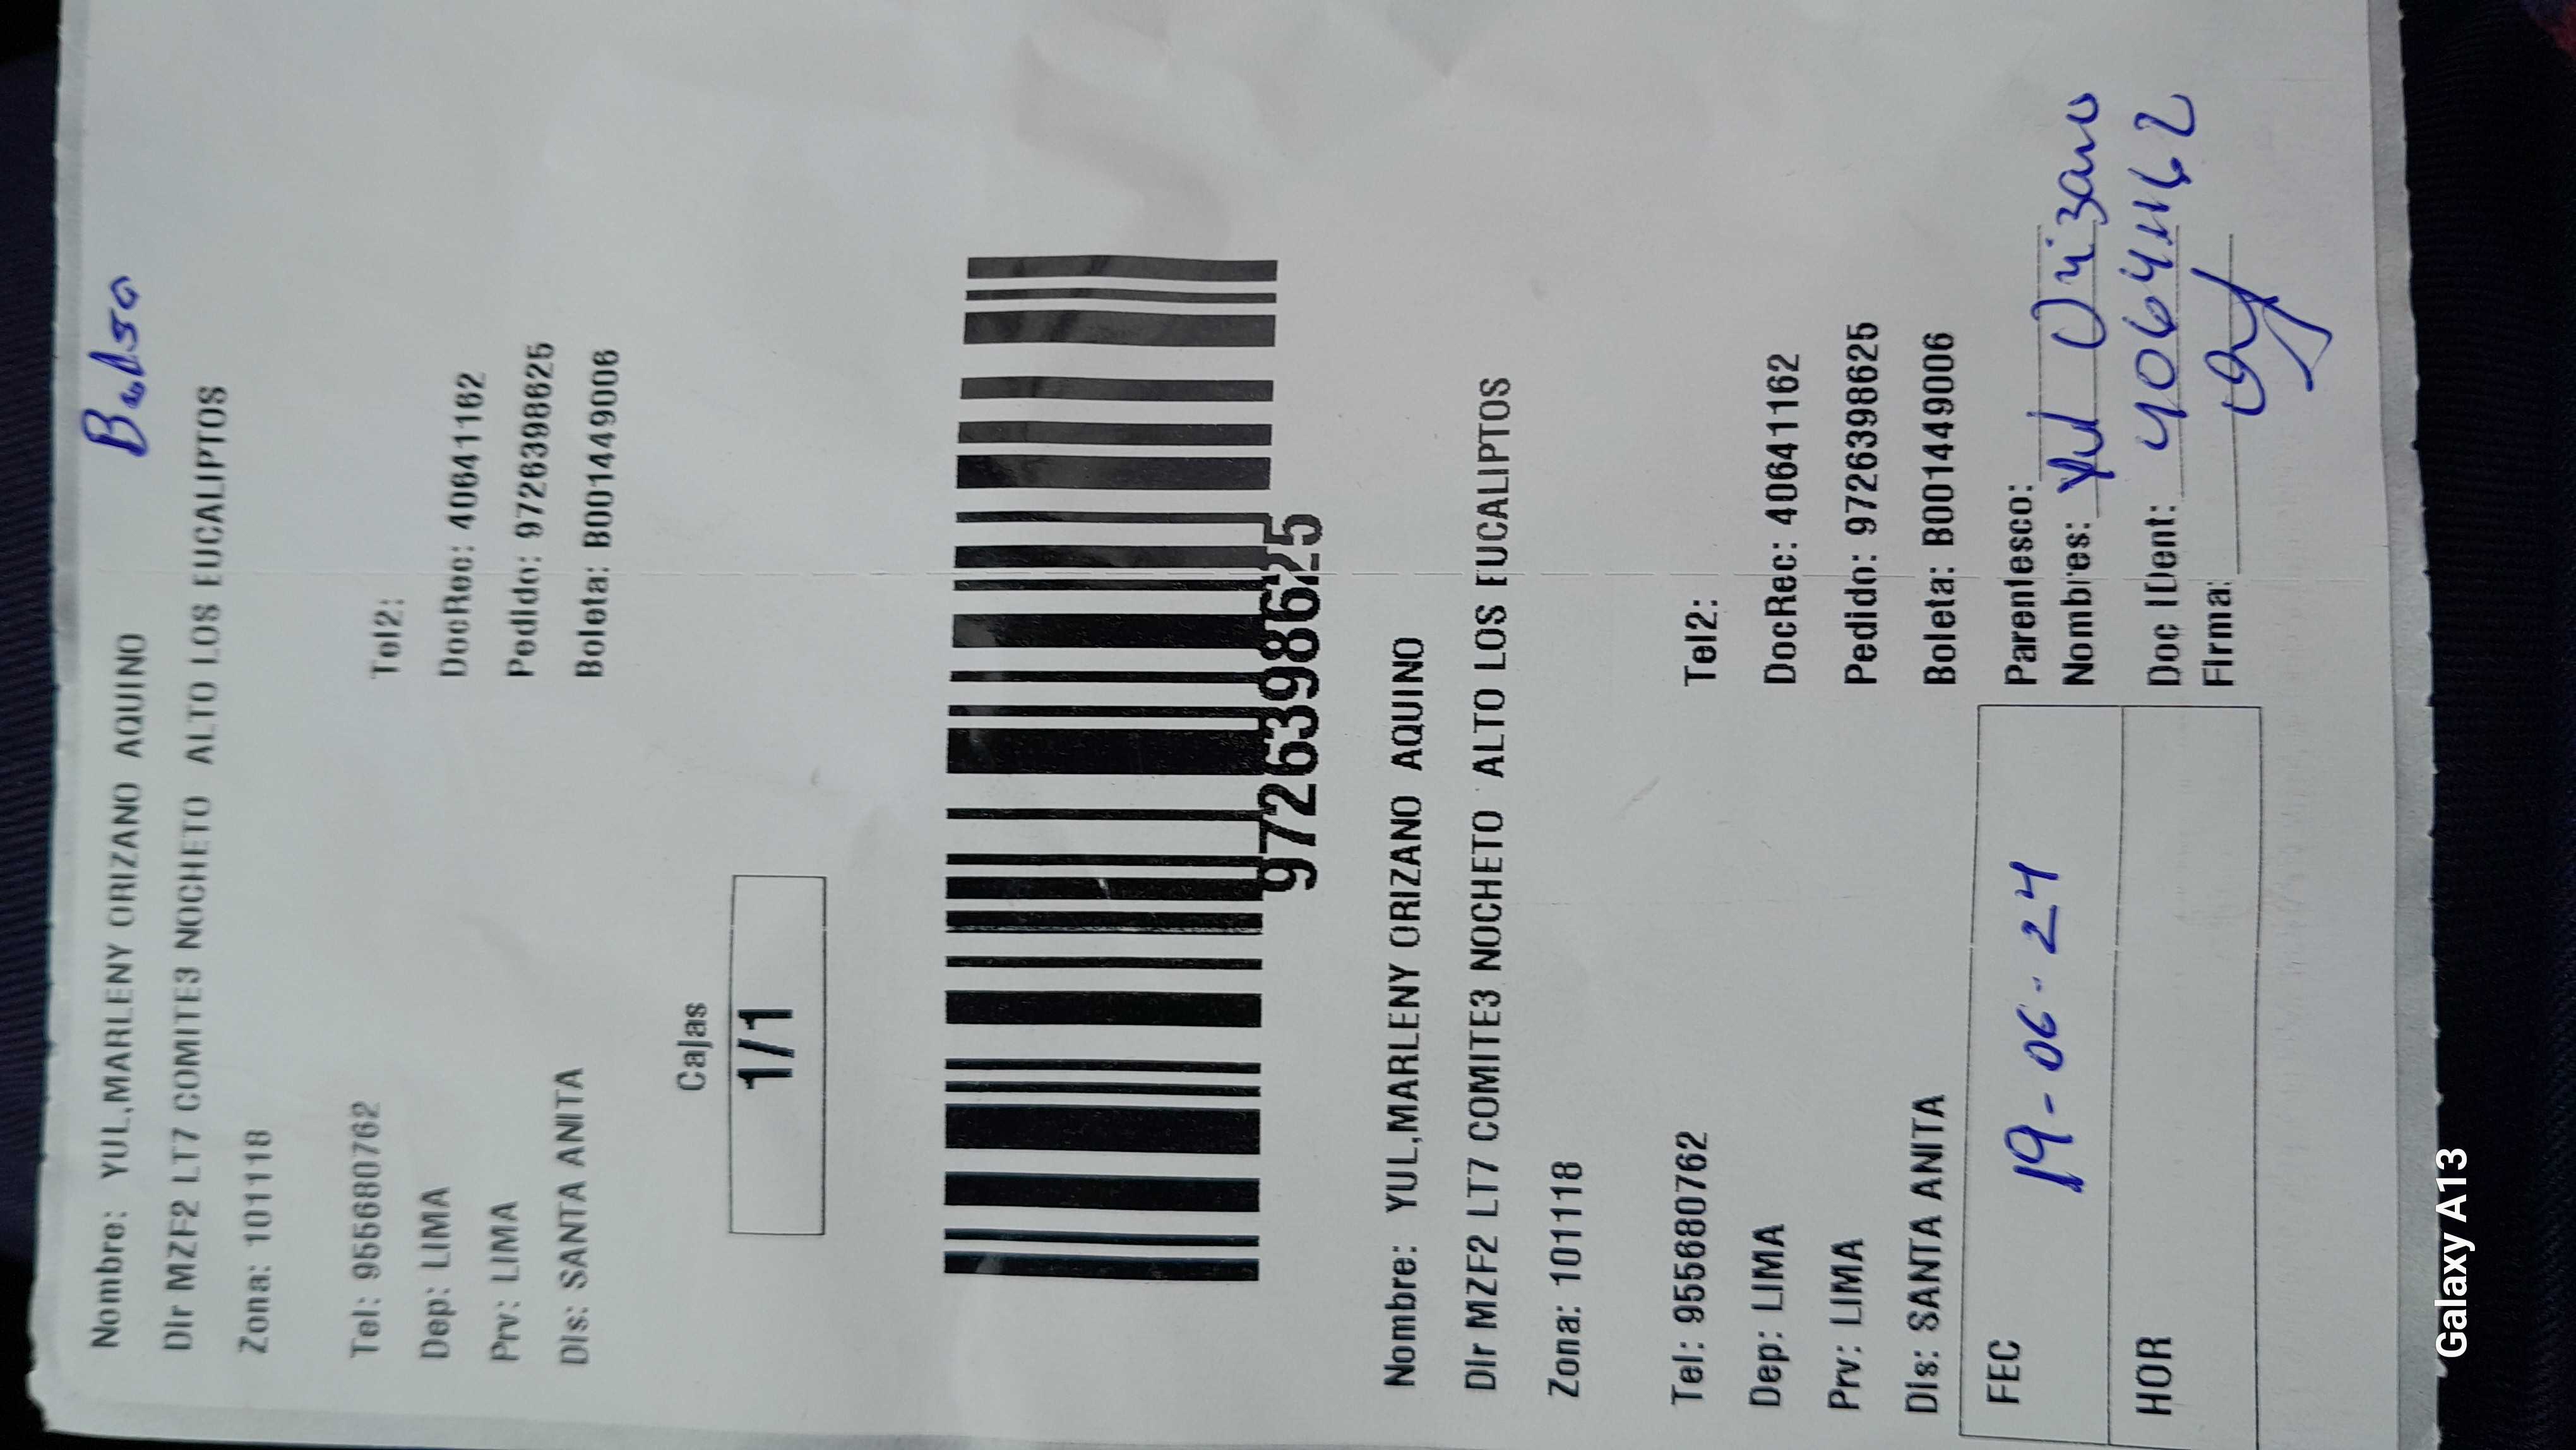 Nombre: YUL,MARLENY ORIZANO AQUINO Bolsa
Dir MZF2 LT7 COMITE3 NOCHETO ALTO LOS EUCALIPTOS
Zona: 101118
Tel: 955680762 Tel2:
Dep: LIMA DocRec: 40641162
Prv: LIMA Pedido: 9726398625
Dis: SANTA ANITA Boleta: B001449006
Cajas
1/1
9726398625
Nombre: YUL,MARLENY ORIZANO AQUINO
Dir MZF2 LT7 COMITE3 NOCHETO ALTO LOS EUCALIPTOS
Zona: 101118
Tel: 955680762 Tel2:
Dep: LIMA DocRec: 40641162
Prv: LIMA Pedido: 9726398625
Dis: SANTA ANITA Boleta: B001449006
FEC 19-06-24
HOR
Parentesco:
Nombres: Yul Orizano
Doc IDent: 40641162
Firma:
Galaxy A13